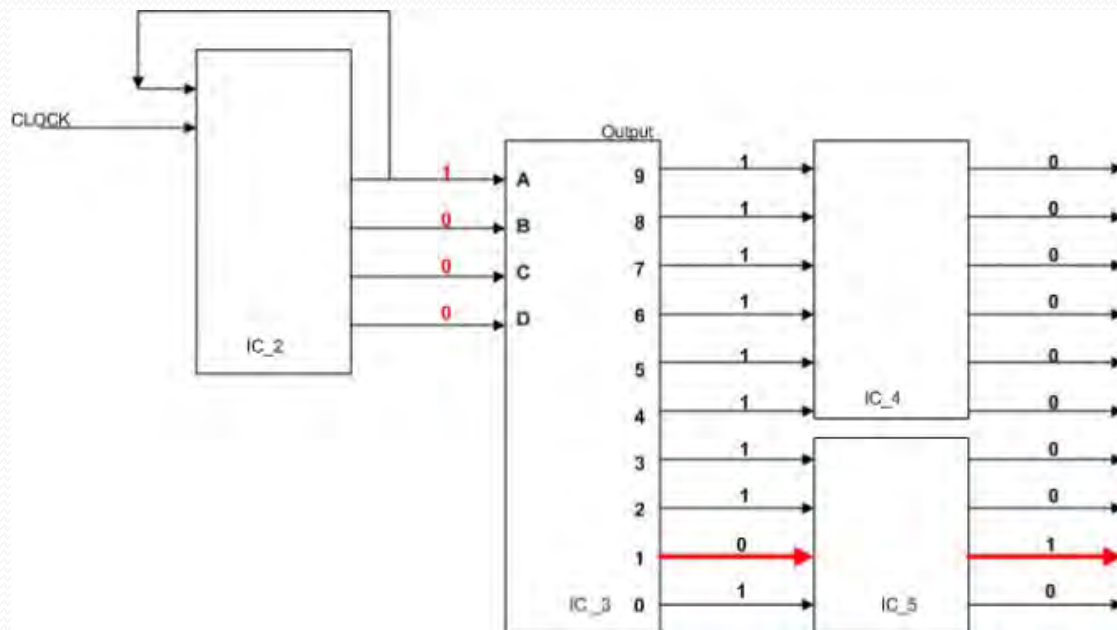 CLOCK
Output
1 A 9 1 0
0 B 8 1 0
0 C 7 1 0
0 D 6 1 0
IC_2 5 1 0
4 1 IC_4 0
3 1 0
2 1 0
1 0 1
IC_3 0 1 IC_5 0